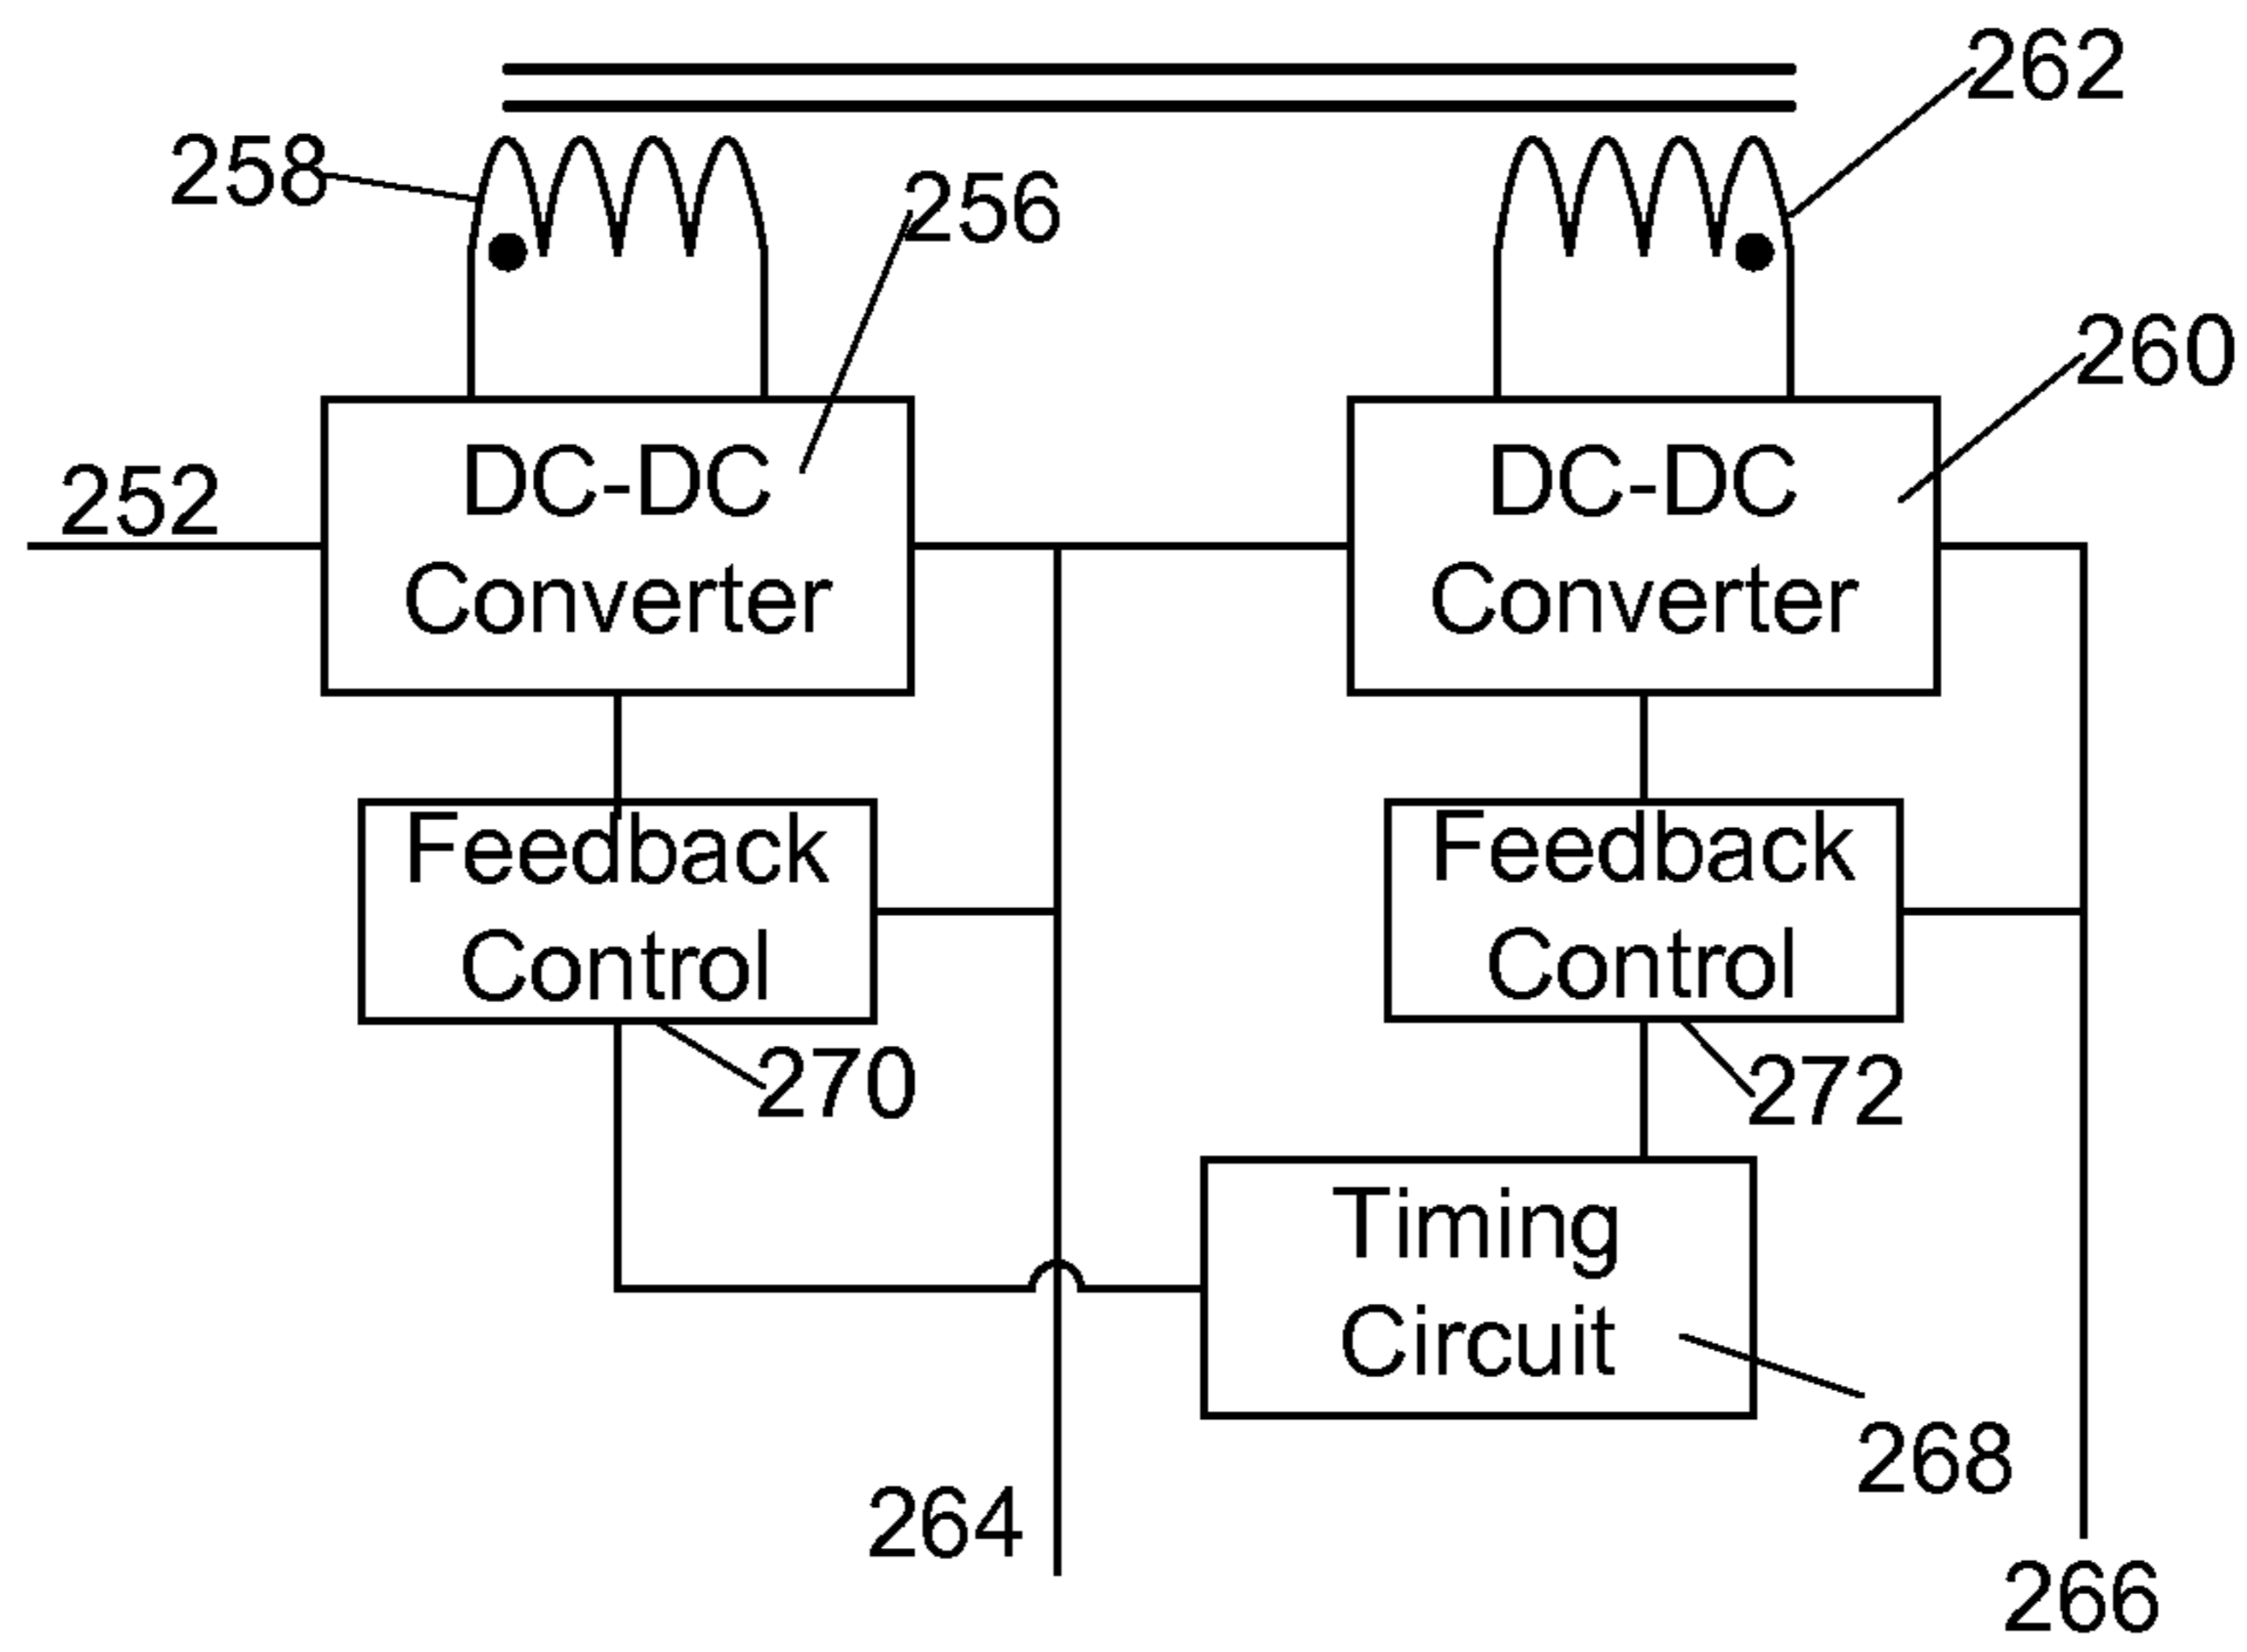 262
258
256
260
252
DC-DC
Converter
DC-DC
Converter
Feedback
Control
Feedback
Control
270
272
Timing
Circuit
268
264
266